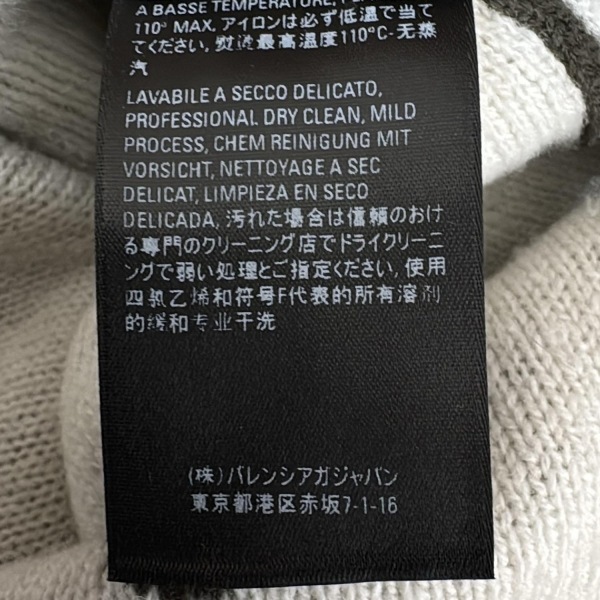 A BASSE TEMPERATURE,
110° MAX, アイロンは必ず低温で当て
てください, 熨烫最高温度110°C-无蒸
汽
LAVABILE A SECCO DELICATO,
PROFESSIONAL DRY CLEAN, MILD
PROCESS, CHEM REINIGUNG MIT
VORSICHT, NETTOYAGE A SEC
DELICAT, LIMPIEZA EN SECO
DELICADA, 汚れた場合は信頼のおけ
る専門のクリーニング店でドライクリーニ
ングで弱い処理とご指定ください, 使用
四氯乙烯和符号F代表的所有溶剂
的缓和专业干洗
(株)バレンシアガジャパン
東京都港区赤坂7-1-16